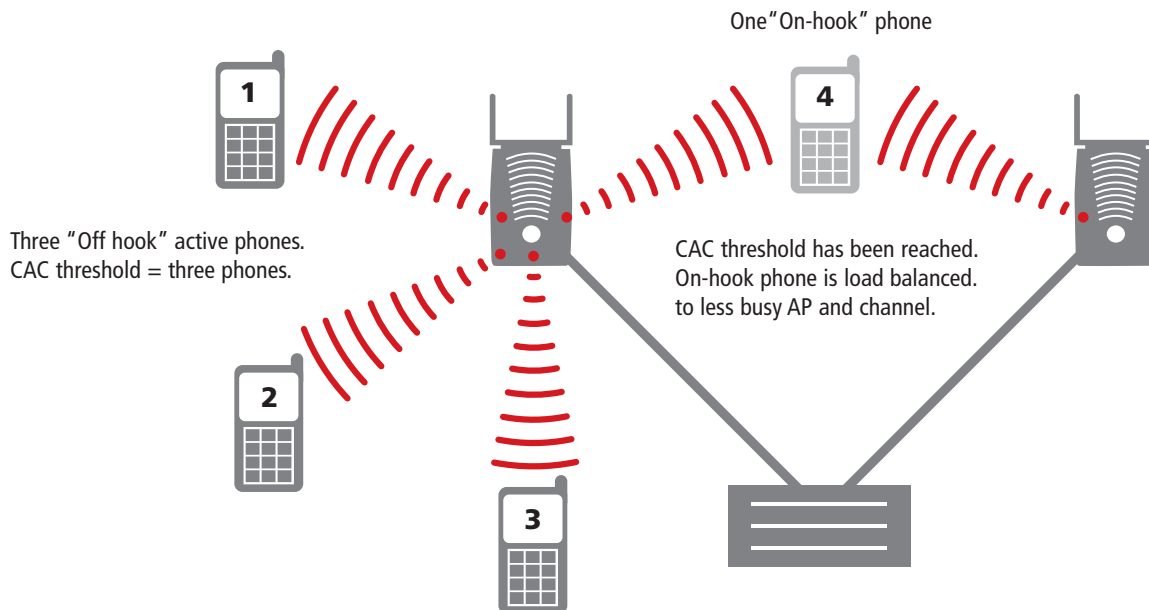 One“On-hook” phone
1
4
Three “Off hook” active phones.
CAC threshold = three phones.
CAC threshold has been reached.
On-hook phone is load balanced.
to less busy AP and channel.
2
3